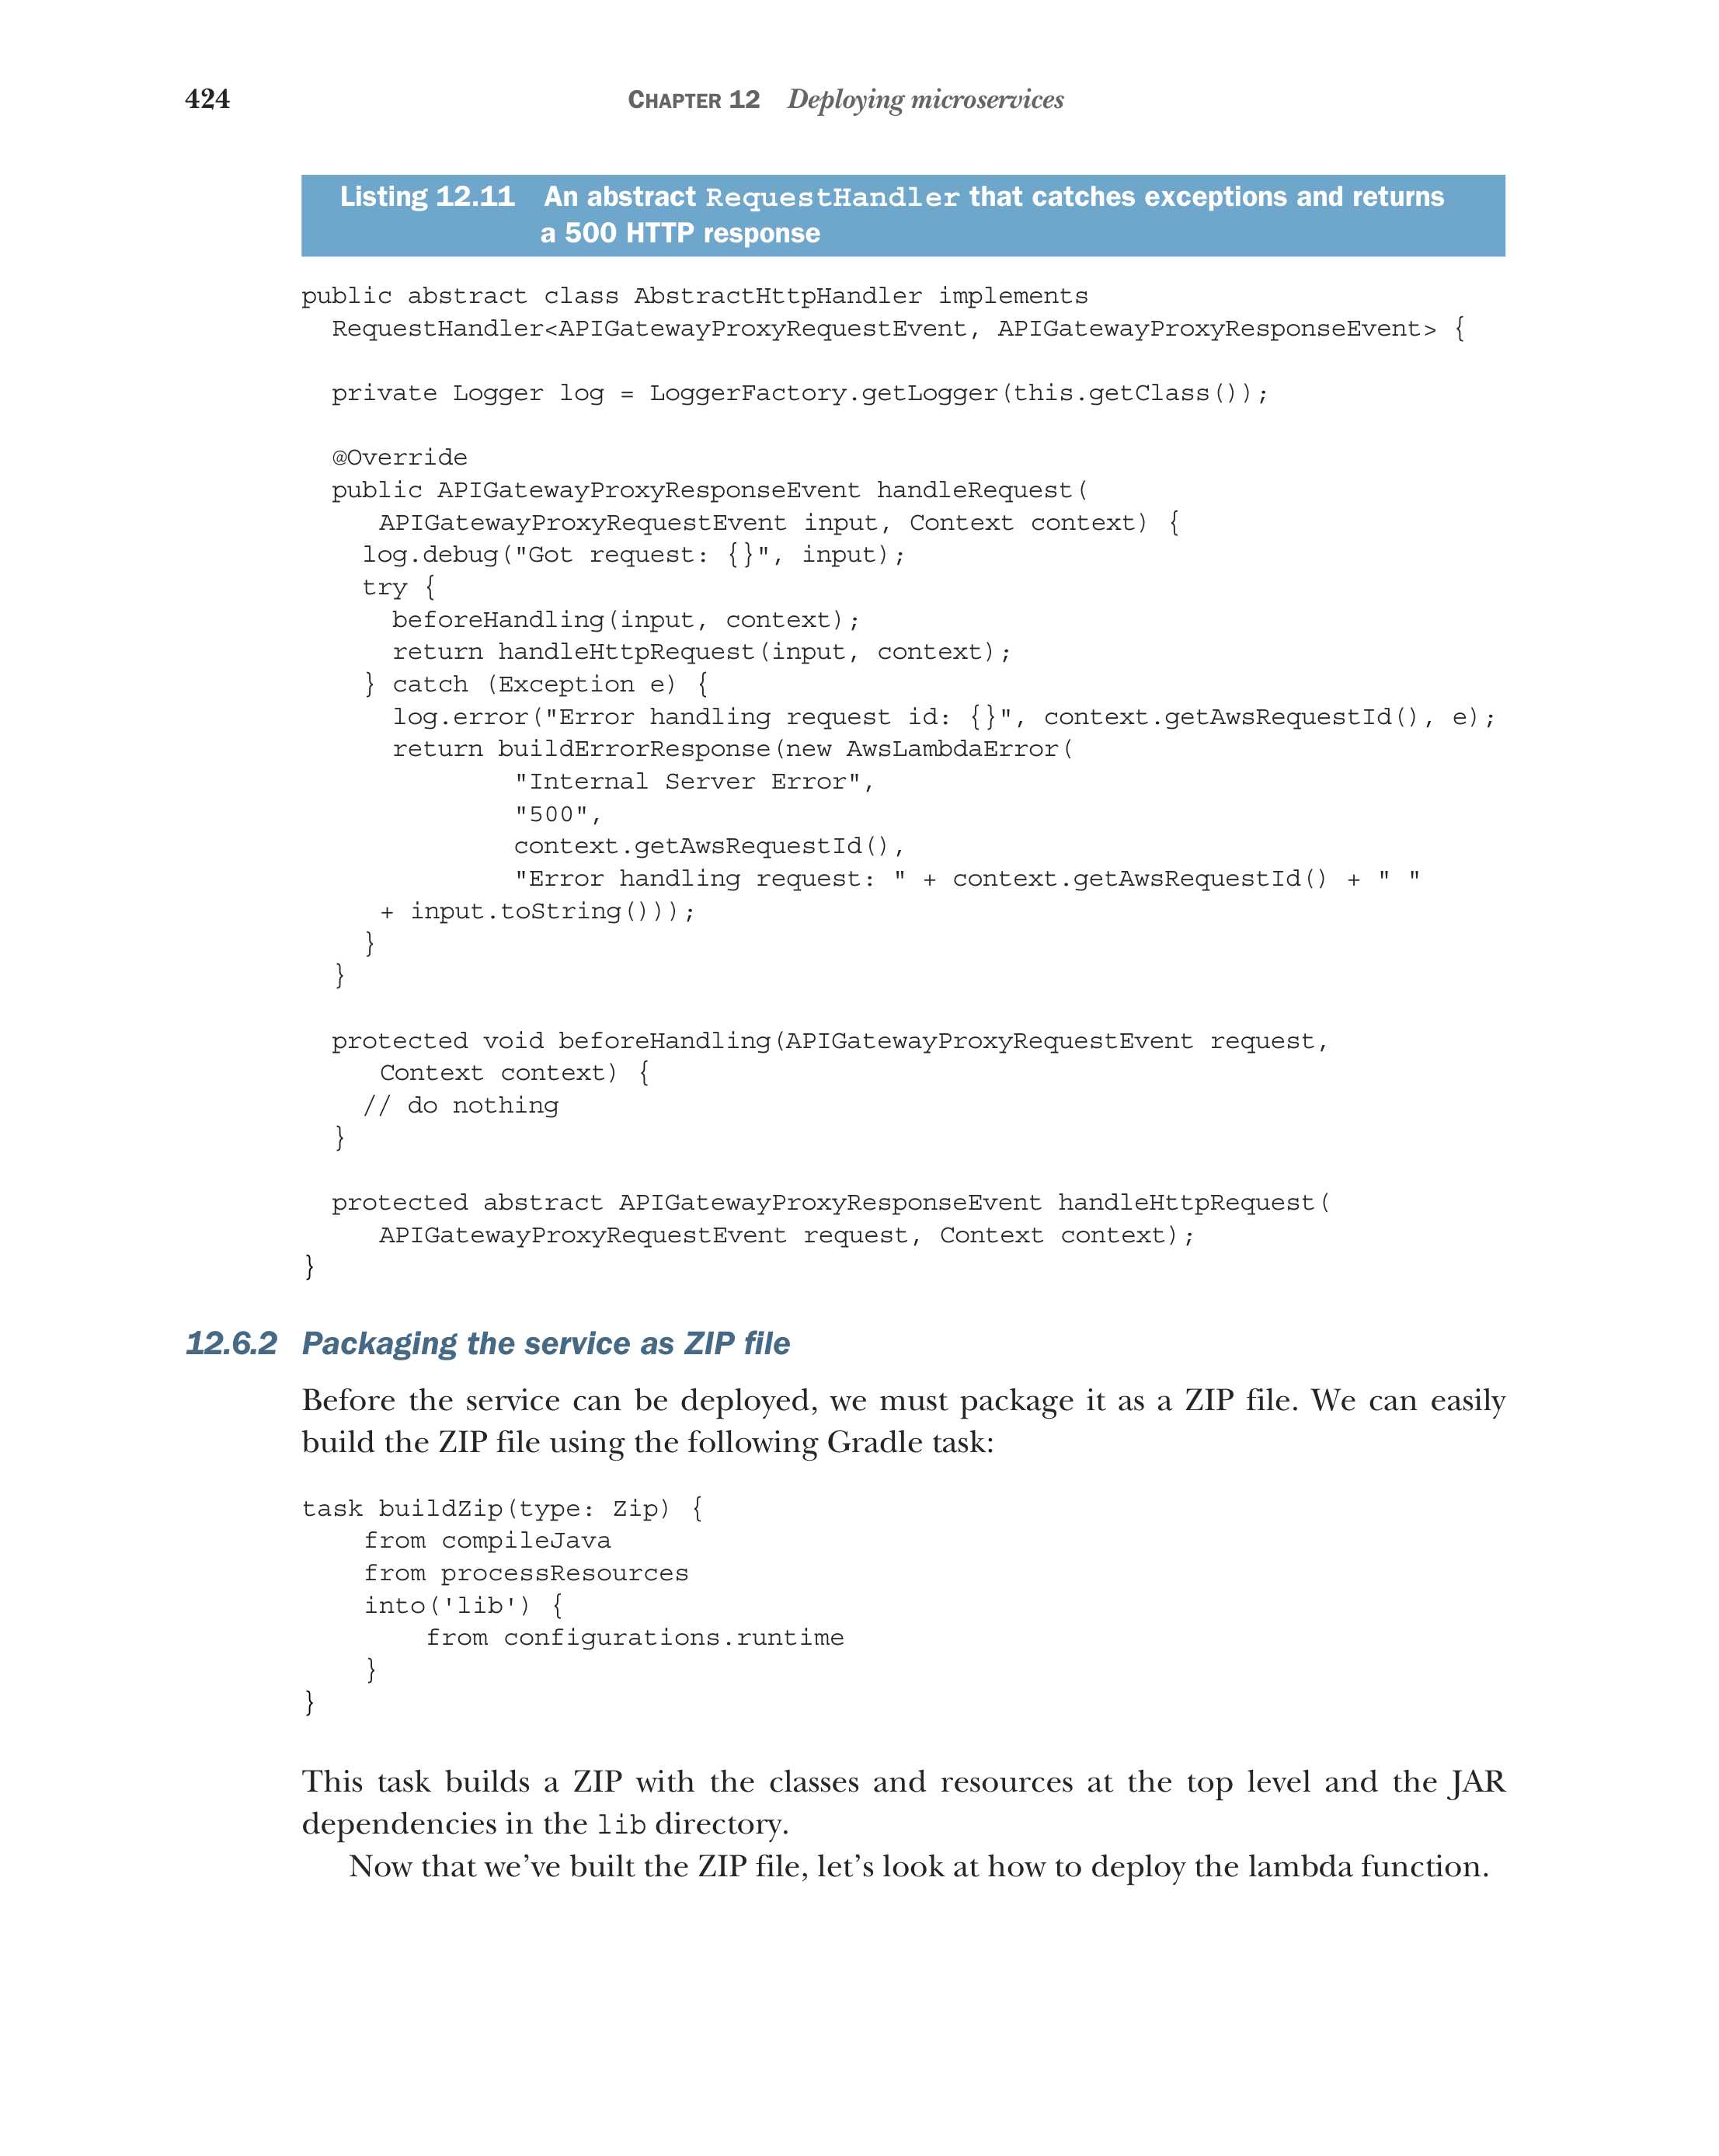 424 CHAPTER 12 Deploying microservices
Listing 12.11 An abstract RequestHandler that catches exceptions and returns
a 500 HTTP response
public abstract class AbstractHttpHandler implements
  RequestHandler<APIGatewayProxyRequestEvent, APIGatewayProxyResponseEvent> {
  private Logger log = LoggerFactory.getLogger(this.getClass());
  @Override
  public APIGatewayProxyResponseEvent handleRequest(
     APIGatewayProxyRequestEvent input, Context context) {
    log.debug("Got request: {}", input);
    try {
      beforeHandling(input, context);
      return handleHttpRequest(input, context);
    } catch (Exception e) {
      log.error("Error handling request id: {}", context.getAwsRequestId(), e);
      return buildErrorResponse(new AwsLambdaError(
              "Internal Server Error",
              "500",
              context.getAwsRequestId(),
              "Error handling request: " + context.getAwsRequestId() + " "
     + input.toString()));
    }
  }
  protected void beforeHandling(APIGatewayProxyRequestEvent request,
     Context context) {
    // do nothing
  }
  protected abstract APIGatewayProxyResponseEvent handleHttpRequest(
     APIGatewayProxyRequestEvent request, Context context);
}
12.6.2 Packaging the service as ZIP file
Before the service can be deployed, we must package it as a ZIP file. We can easily
build the ZIP file using the following Gradle task:
task buildZip(type: Zip) {
    from compileJava
    from processResources
    into('lib') {
        from configurations.runtime
    }
}
This task builds a ZIP with the classes and resources at the top level and the JAR
dependencies in the lib directory.
Now that we’ve built the ZIP file, let’s look at how to deploy the lambda function.